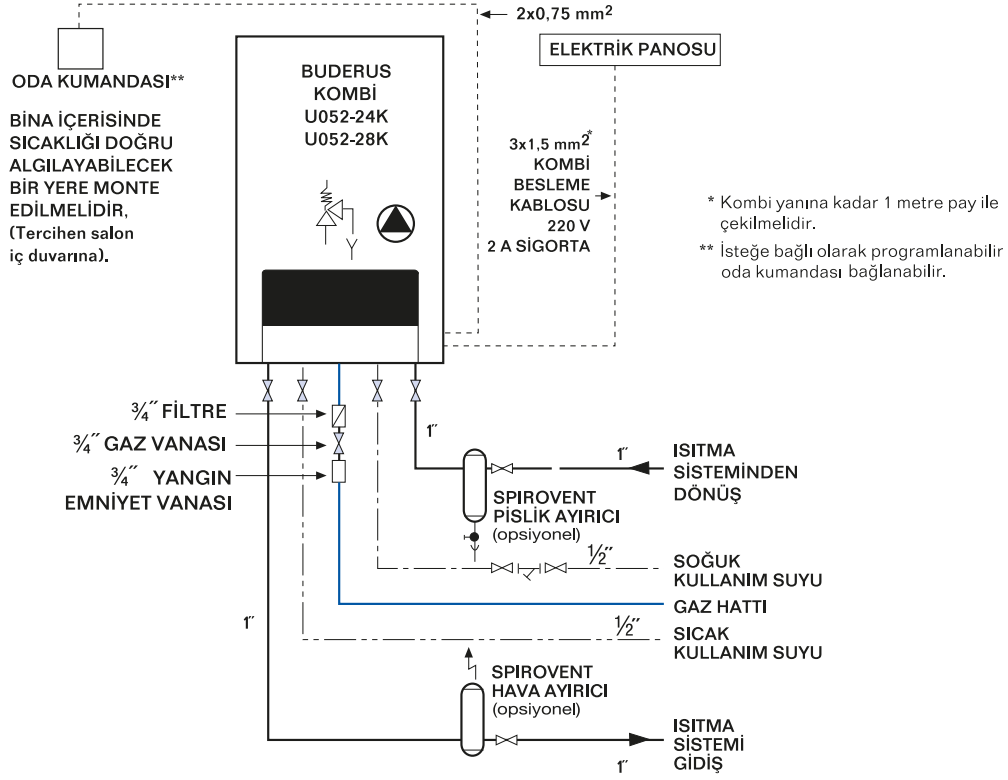 2x0,75 mm²
ELEKTRİK PANOSU
ODA KUMANDASI**
BİNA İÇERİSİNDE
SICAKLIĞI DOĞRU
ALGILAYABİLECEK
BİR YERE MONTE
EDİLMELİDİR,
(Tercihen salon
iç duvarına).
BUDERUS
KOMBİ
U052-24K
U052-28K
3x1,5 mm²*
KOMBİ
BESLEME
KABLOSU
220 V
2 A SİGORTA
* Kombi yanına kadar 1 metre pay ile
çekilmelidir.
** İsteğe bağlı olarak programlanabilir
oda kumandası bağlanabilir.
¾″ FİLTRE
¾″ GAZ VANASI
¾″ YANGIN
EMNİYET VANASI
1″
1″
ISITMA
SİSTEMİNDEN
DÖNÜŞ
SPIROVENT
PİSLİK AYIRICI
(opsiyonel)
½″
SOĞUK
KULLANIM SUYU
GAZ HATTI
1″
½″
SICAK
KULLANIM SUYU
SPIROVENT
HAVA AYIRICI
(opsiyonel)
1″
ISITMA
SİSTEMİ
GİDİŞ